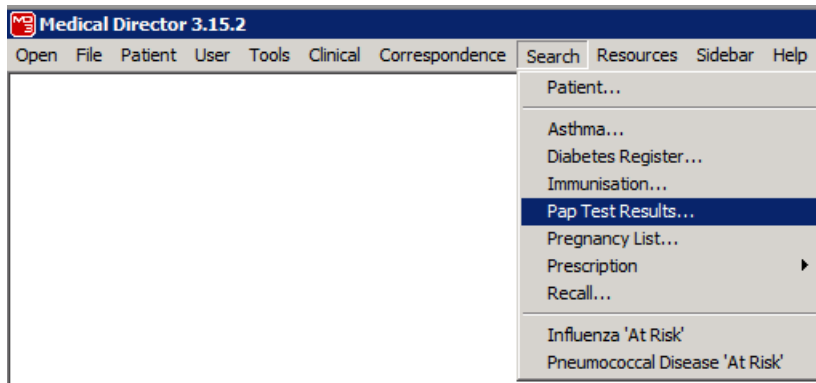 Medical Director 3.15.2
Open File Patient User Tools Clinical Correspondence Search Resources Sidebar Help
Patient...
Asthma...
Diabetes Register...
Immunisation...
Pap Test Results...
Pregnancy List...
Prescription
Recall...
Influenza 'At Risk'
Pneumococcal Disease 'At Risk'